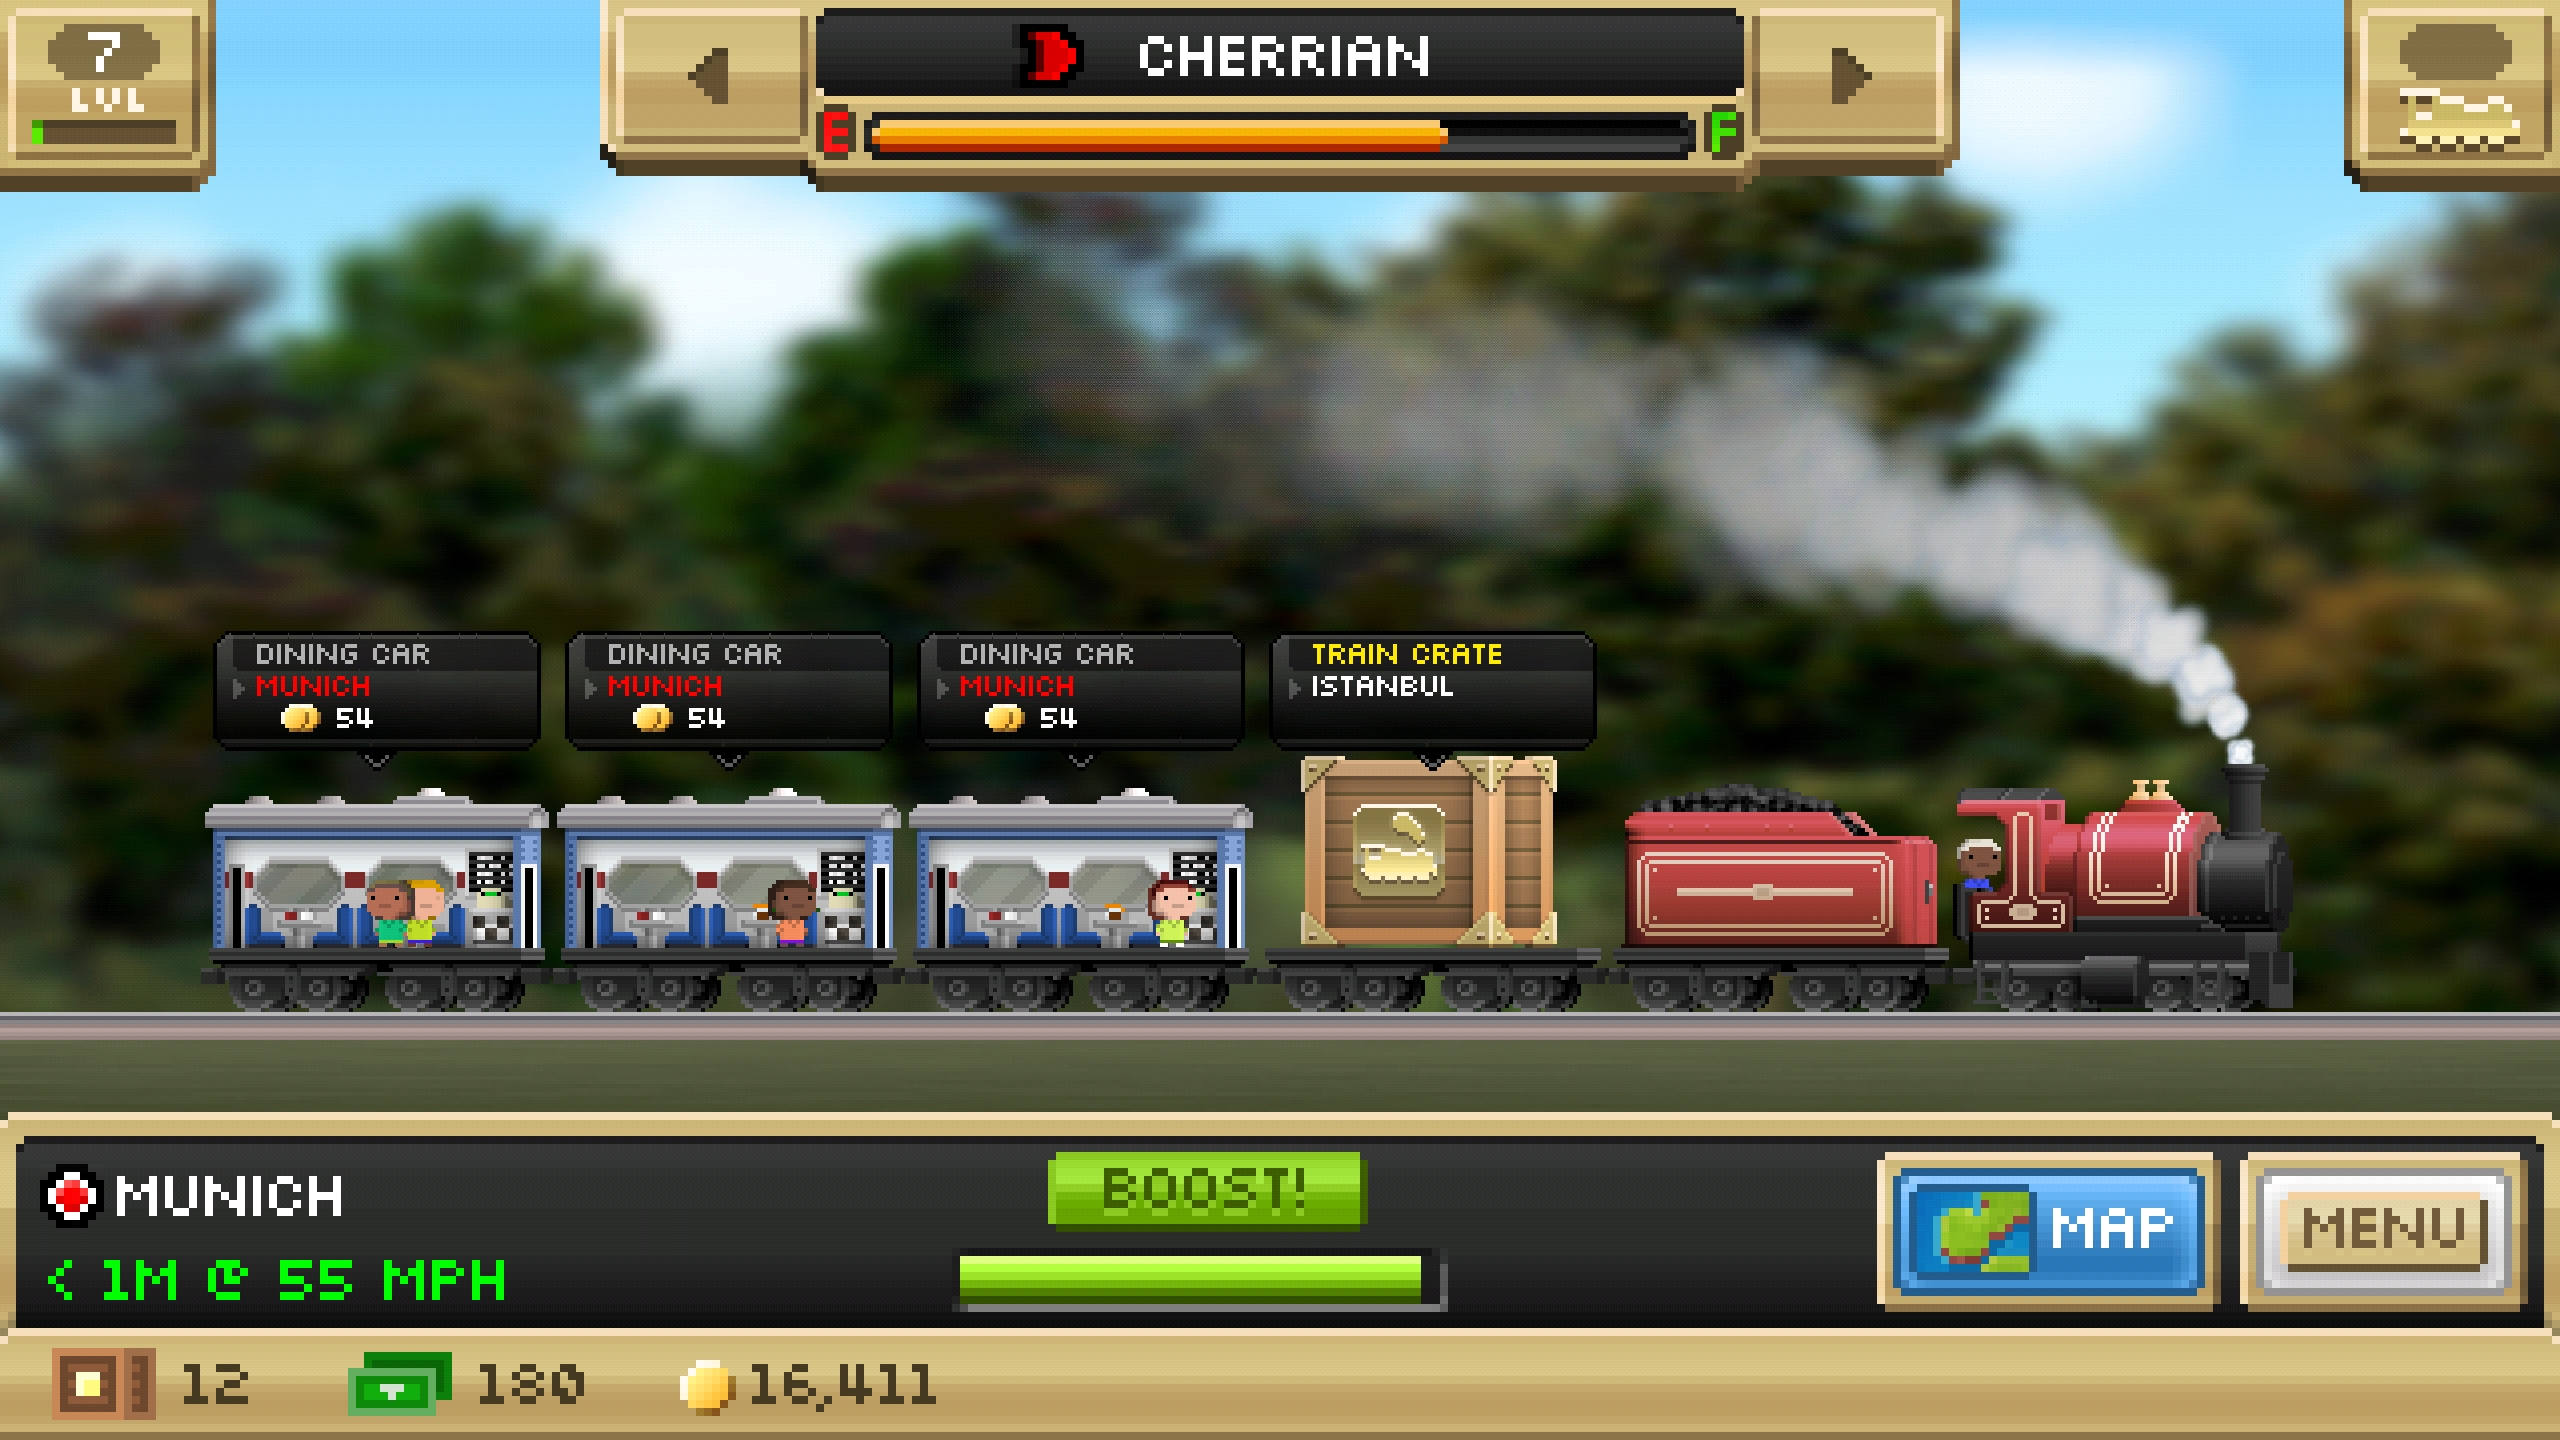 7
LVL
CHERRIAN
E
F
DINING CAR
MUNICH
54
DINING CAR
MUNICH
54
DINING CAR
MUNICH
54
TRAIN CRATE
ISTANBUL
MUNICH
< 1M @ 55 MPH
BOOST!
MAP
MENU
12
180
16,411